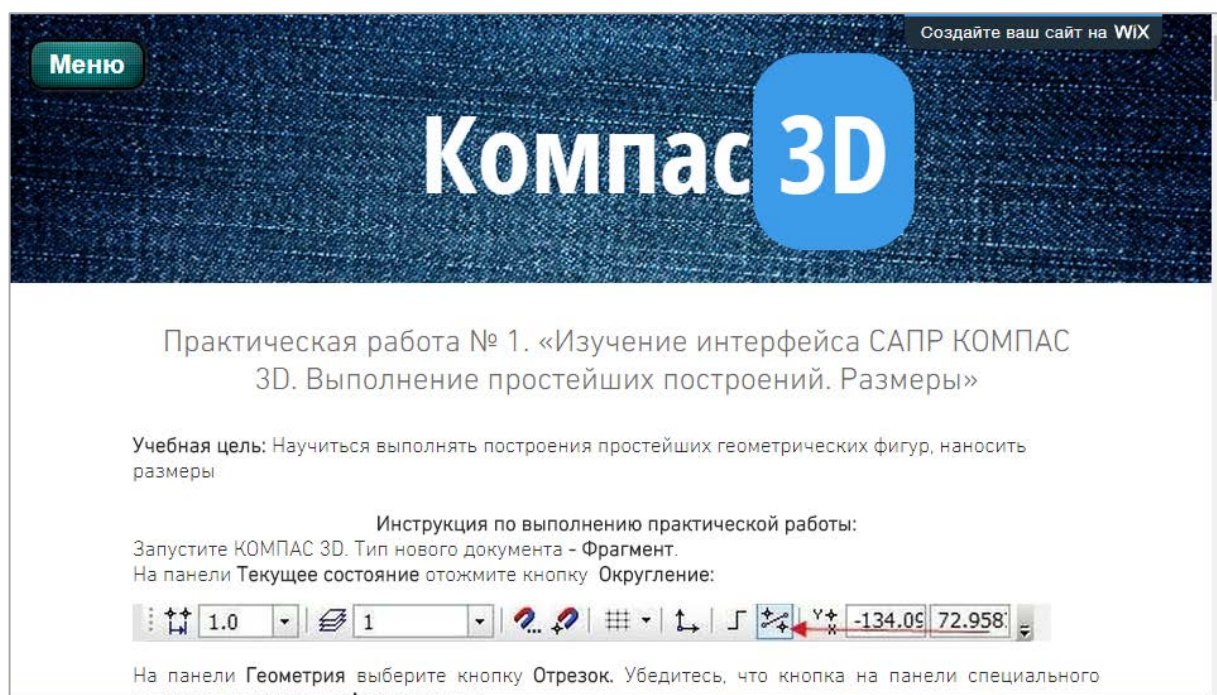 Создайте ваш сайт на WiX
Меню
Компас 3D
Практическая работа № 1. «Изучение интерфейса САПР КОМПАС
3D. Выполнение простейших построений. Размеры»
Учебная цель: Научиться выполнять построения простейших геометрических фигур, наносить
размеры
Инструкция по выполнению практической работы:
Запустите КОМПАС 3D. Тип нового документа - Фрагмент.
На панели Текущее состояние отожмите кнопку Округление:
1.0 1 Y X -134.09 72.958
На панели Геометрия выберите кнопку Отрезок. Убедитесь, что кнопка на панели специального